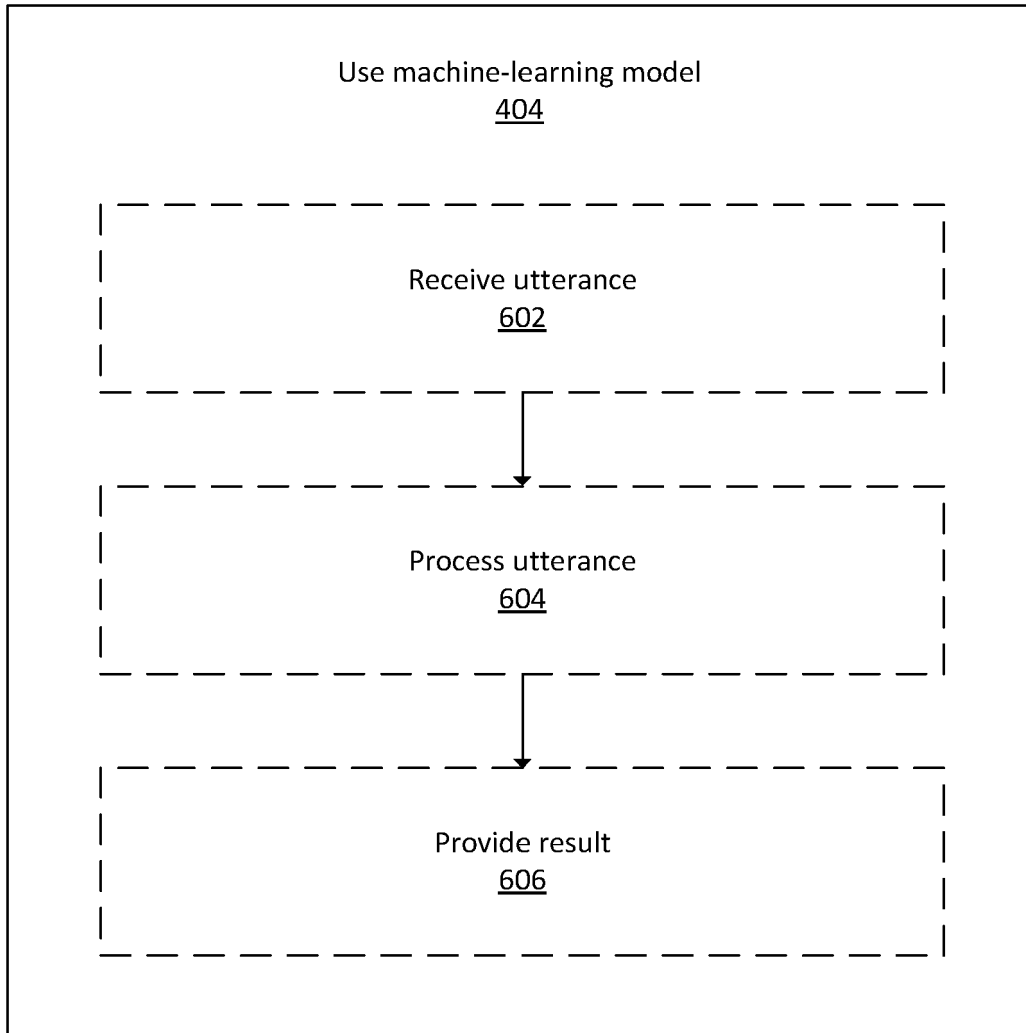 Use machine-learning model
404
Receive utterance
602
Process utterance
604
Provide result
606